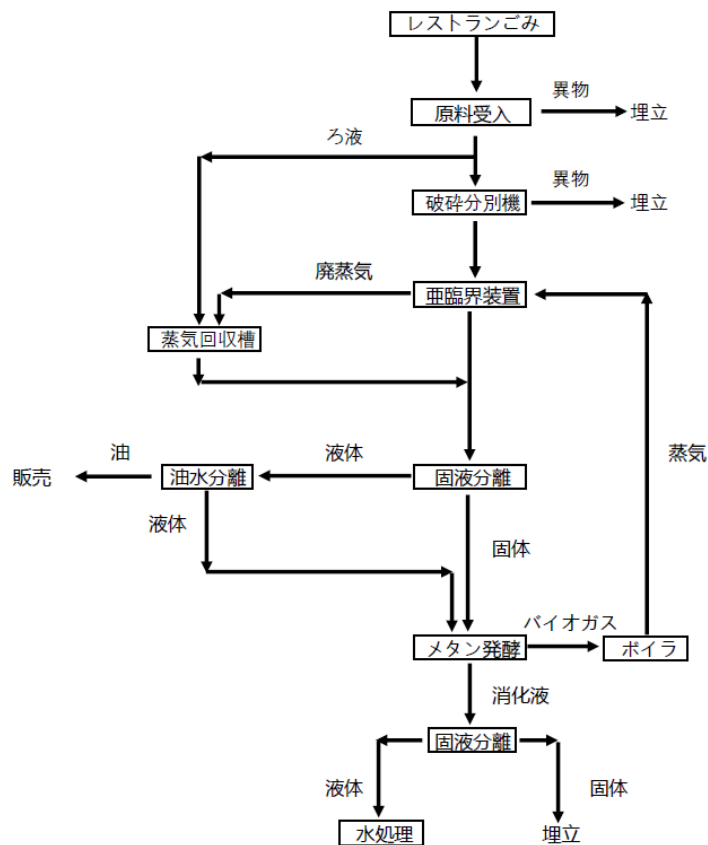 レストランごみ
異物
原料受入
埋立
ろ液
異物
破砕分別機
埋立
廃蒸気
亜臨界装置
蒸気回収槽
油
液体
蒸気
販売
油水分離
固液分離
液体
固体
バイオガス
メタン発酵
ボイラ
消化液
固液分離
液体
固体
水処理
埋立